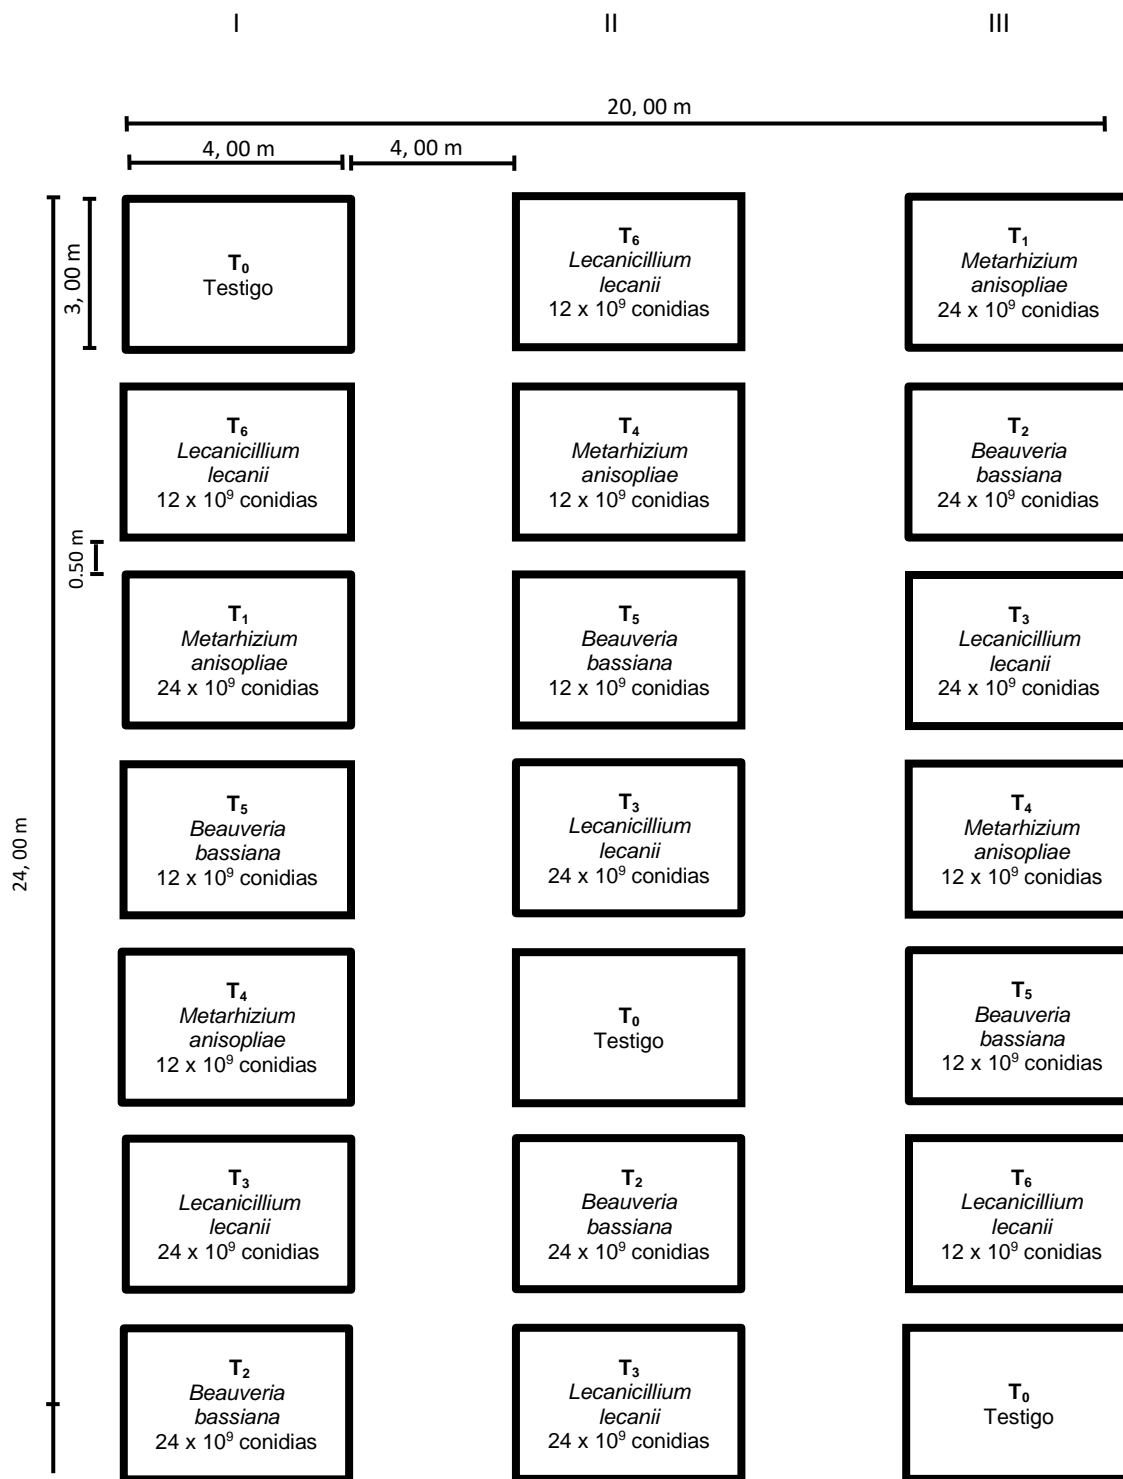 I
II
III
20, 00 m
4, 00 m
4, 00 m
3, 00 m
0.50 m
24, 00 m
T₀
Testigo
T₆
Lecanicillium
lecanii
12 x 10⁹ conidias
T₁
Metarhizium
anisopliae
24 x 10⁹ conidias
T₆
Lecanicillium
lecanii
12 x 10⁹ conidias
T₄
Metarhizium
anisopliae
12 x 10⁹ conidias
T₂
Beauveria
bassiana
24 x 10⁹ conidias
T₁
Metarhizium
anisopliae
24 x 10⁹ conidias
T₅
Beauveria
bassiana
12 x 10⁹ conidias
T₃
Lecanicillium
lecanii
24 x 10⁹ conidias
T₅
Beauveria
bassiana
12 x 10⁹ conidias
T₃
Lecanicillium
lecanii
24 x 10⁹ conidias
T₄
Metarhizium
anisopliae
12 x 10⁹ conidias
T₄
Metarhizium
anisopliae
12 x 10⁹ conidias
T₀
Testigo
T₅
Beauveria
bassiana
12 x 10⁹ conidias
T₃
Lecanicillium
lecanii
24 x 10⁹ conidias
T₂
Beauveria
bassiana
24 x 10⁹ conidias
T₆
Lecanicillium
lecanii
12 x 10⁹ conidias
T₂
Beauveria
bassiana
24 x 10⁹ conidias
T₃
Lecanicillium
lecanii
24 x 10⁹ conidias
T₀
Testigo